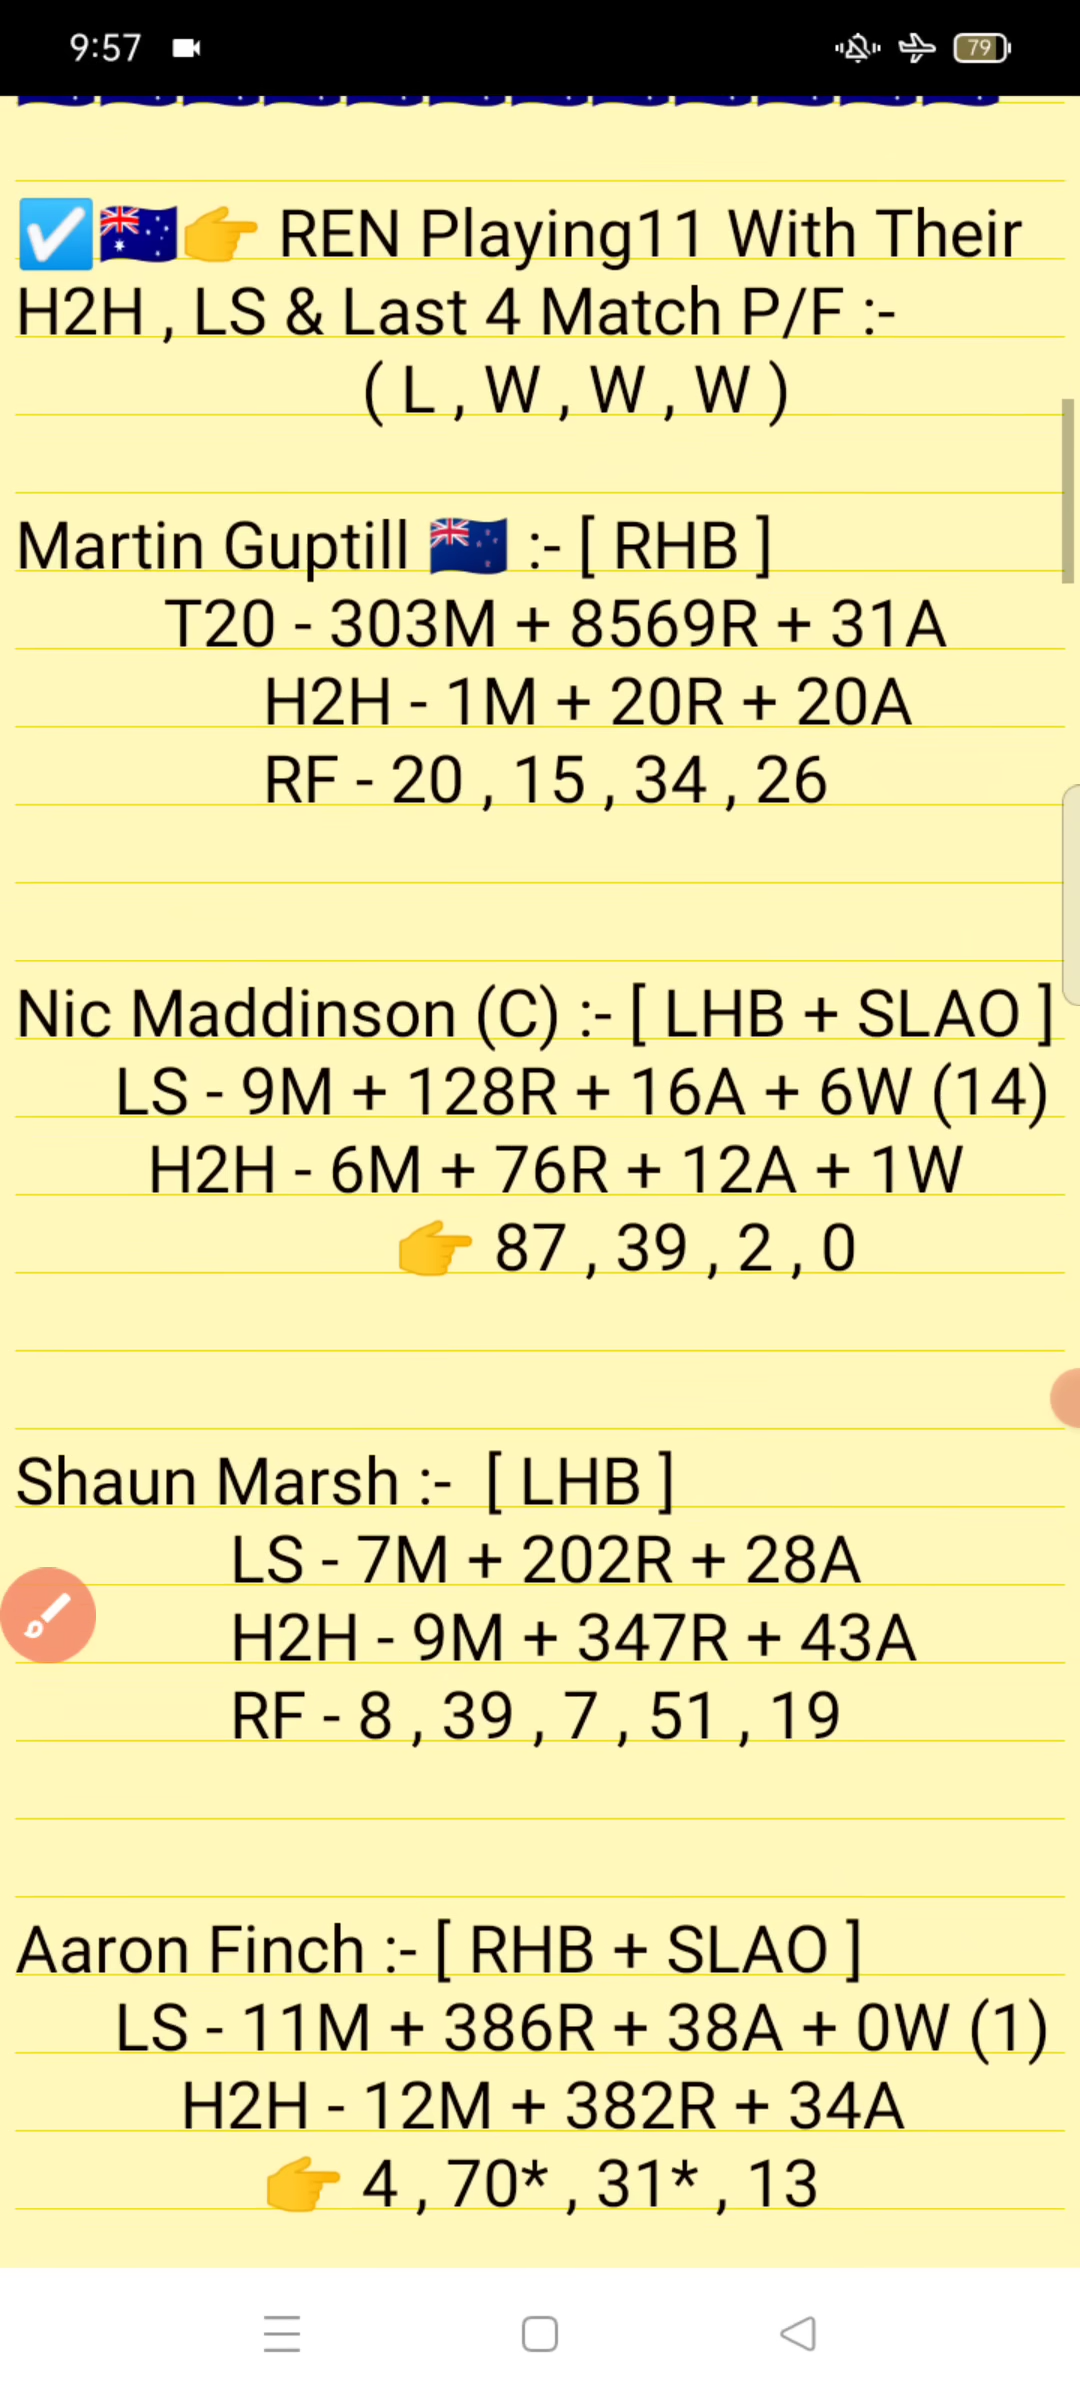 9:57
79
☑️🇦🇺👉 REN Playing11 With Their
H2H , LS & Last 4 Match P/F :-
( L , W , W , W )
Martin Guptill 🇳🇿 :- [ RHB ]
T20 - 303M + 8569R + 31A
H2H - 1M + 20R + 20A
RF - 20 , 15 , 34 , 26
Nic Maddinson (C) :- [ LHB + SLAO ]
LS - 9M + 128R + 16A + 6W (14)
H2H - 6M + 76R + 12A + 1W
👉 87 , 39 , 2 , 0
Shaun Marsh :- [ LHB ]
LS - 7M + 202R + 28A
H2H - 9M + 347R + 43A
RF - 8 , 39 , 7 , 51 , 19
Aaron Finch :- [ RHB + SLAO ]
LS - 11M + 386R + 38A + 0W (1)
H2H - 12M + 382R + 34A
👉 4 , 70* , 31* , 13